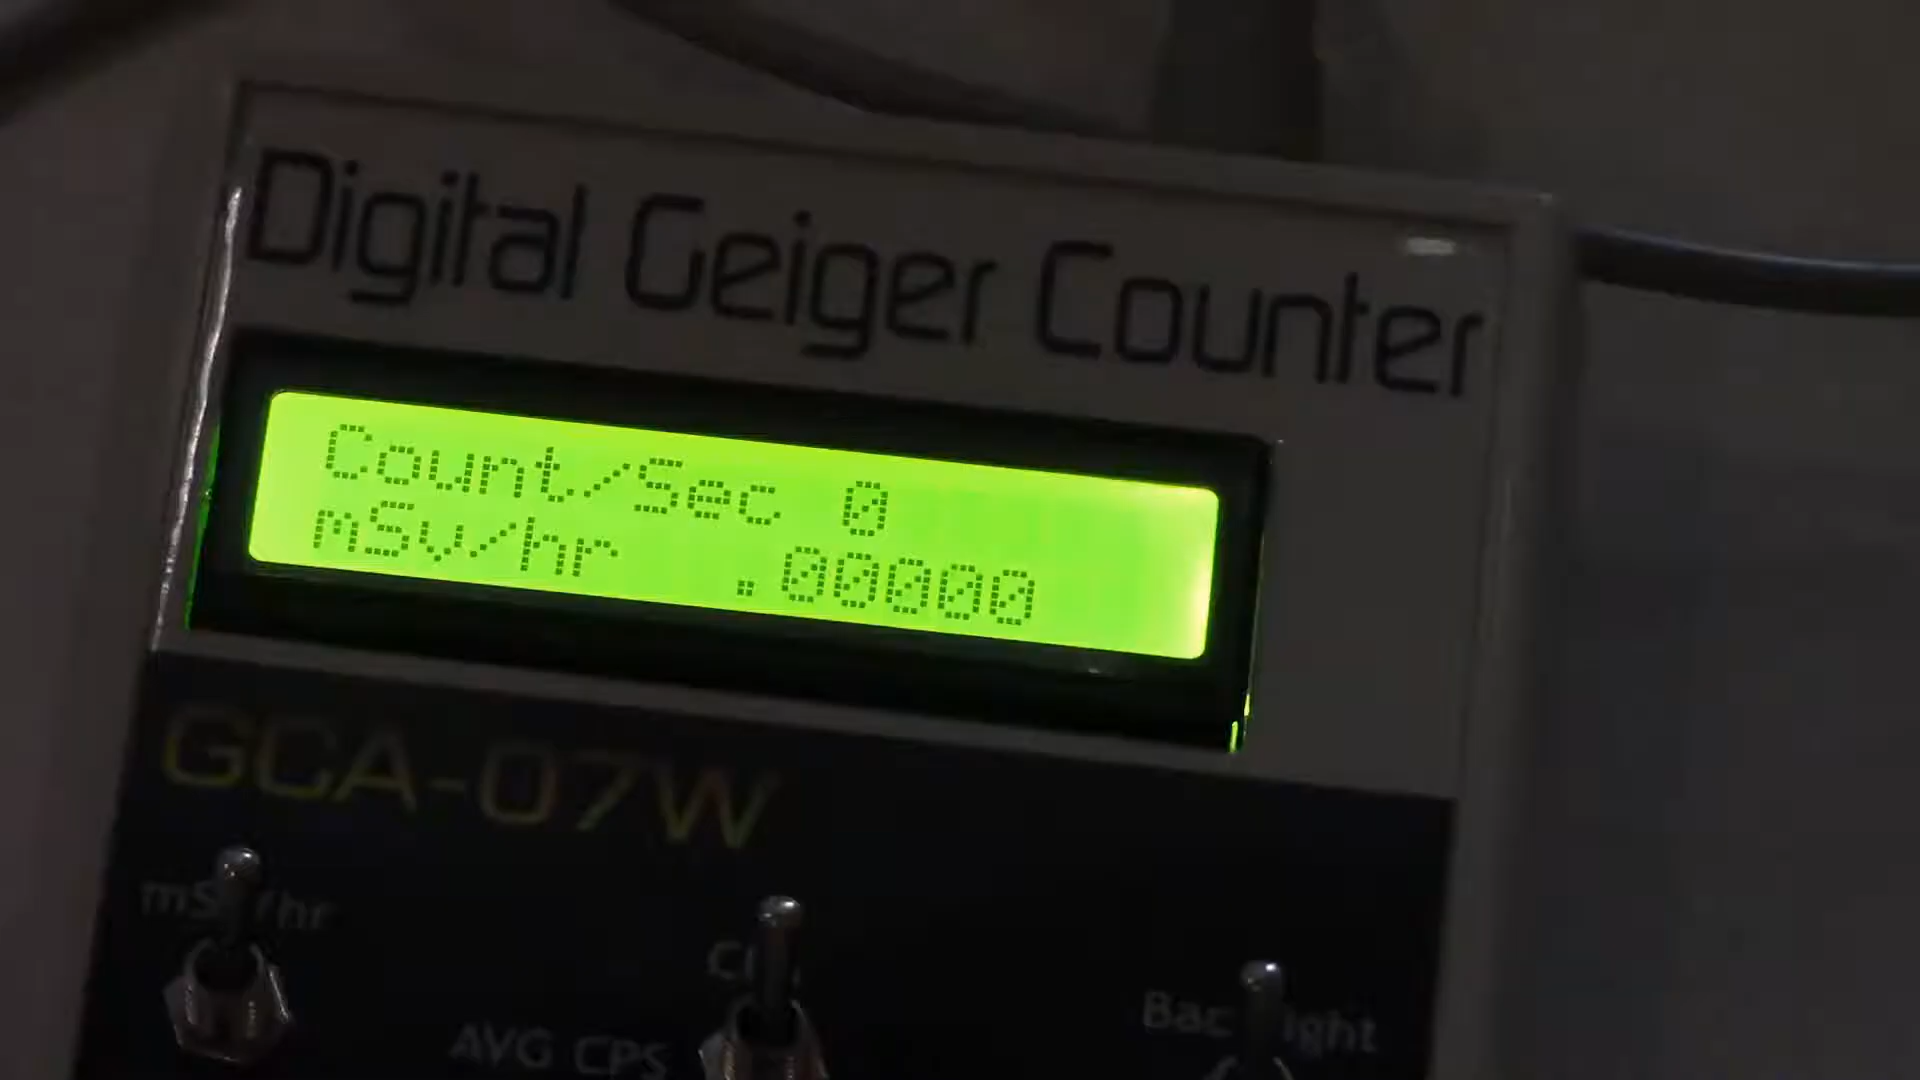 Digital Geiger Counter
Count/Sec 0
mSv/hr .00000
GCA-07W
AVG CPS